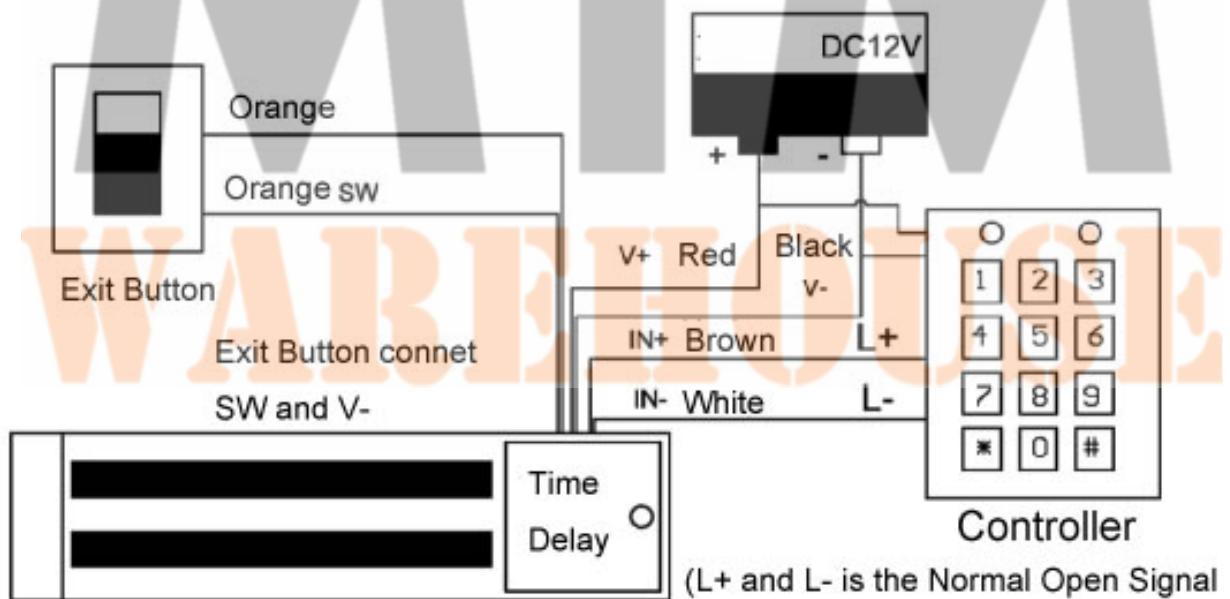 MTM
WAREHOUSE
DC12V
+ -
Orange
Orange sw
Exit Button
V+ Red
Black
V-
IN+ Brown L+
IN- White L-
Exit Button connet
SW and V-
Time
Delay
1 2 3
4 5 6
7 8 9
* 0 #
Controller
(L+ and L- is the Normal Open Signal